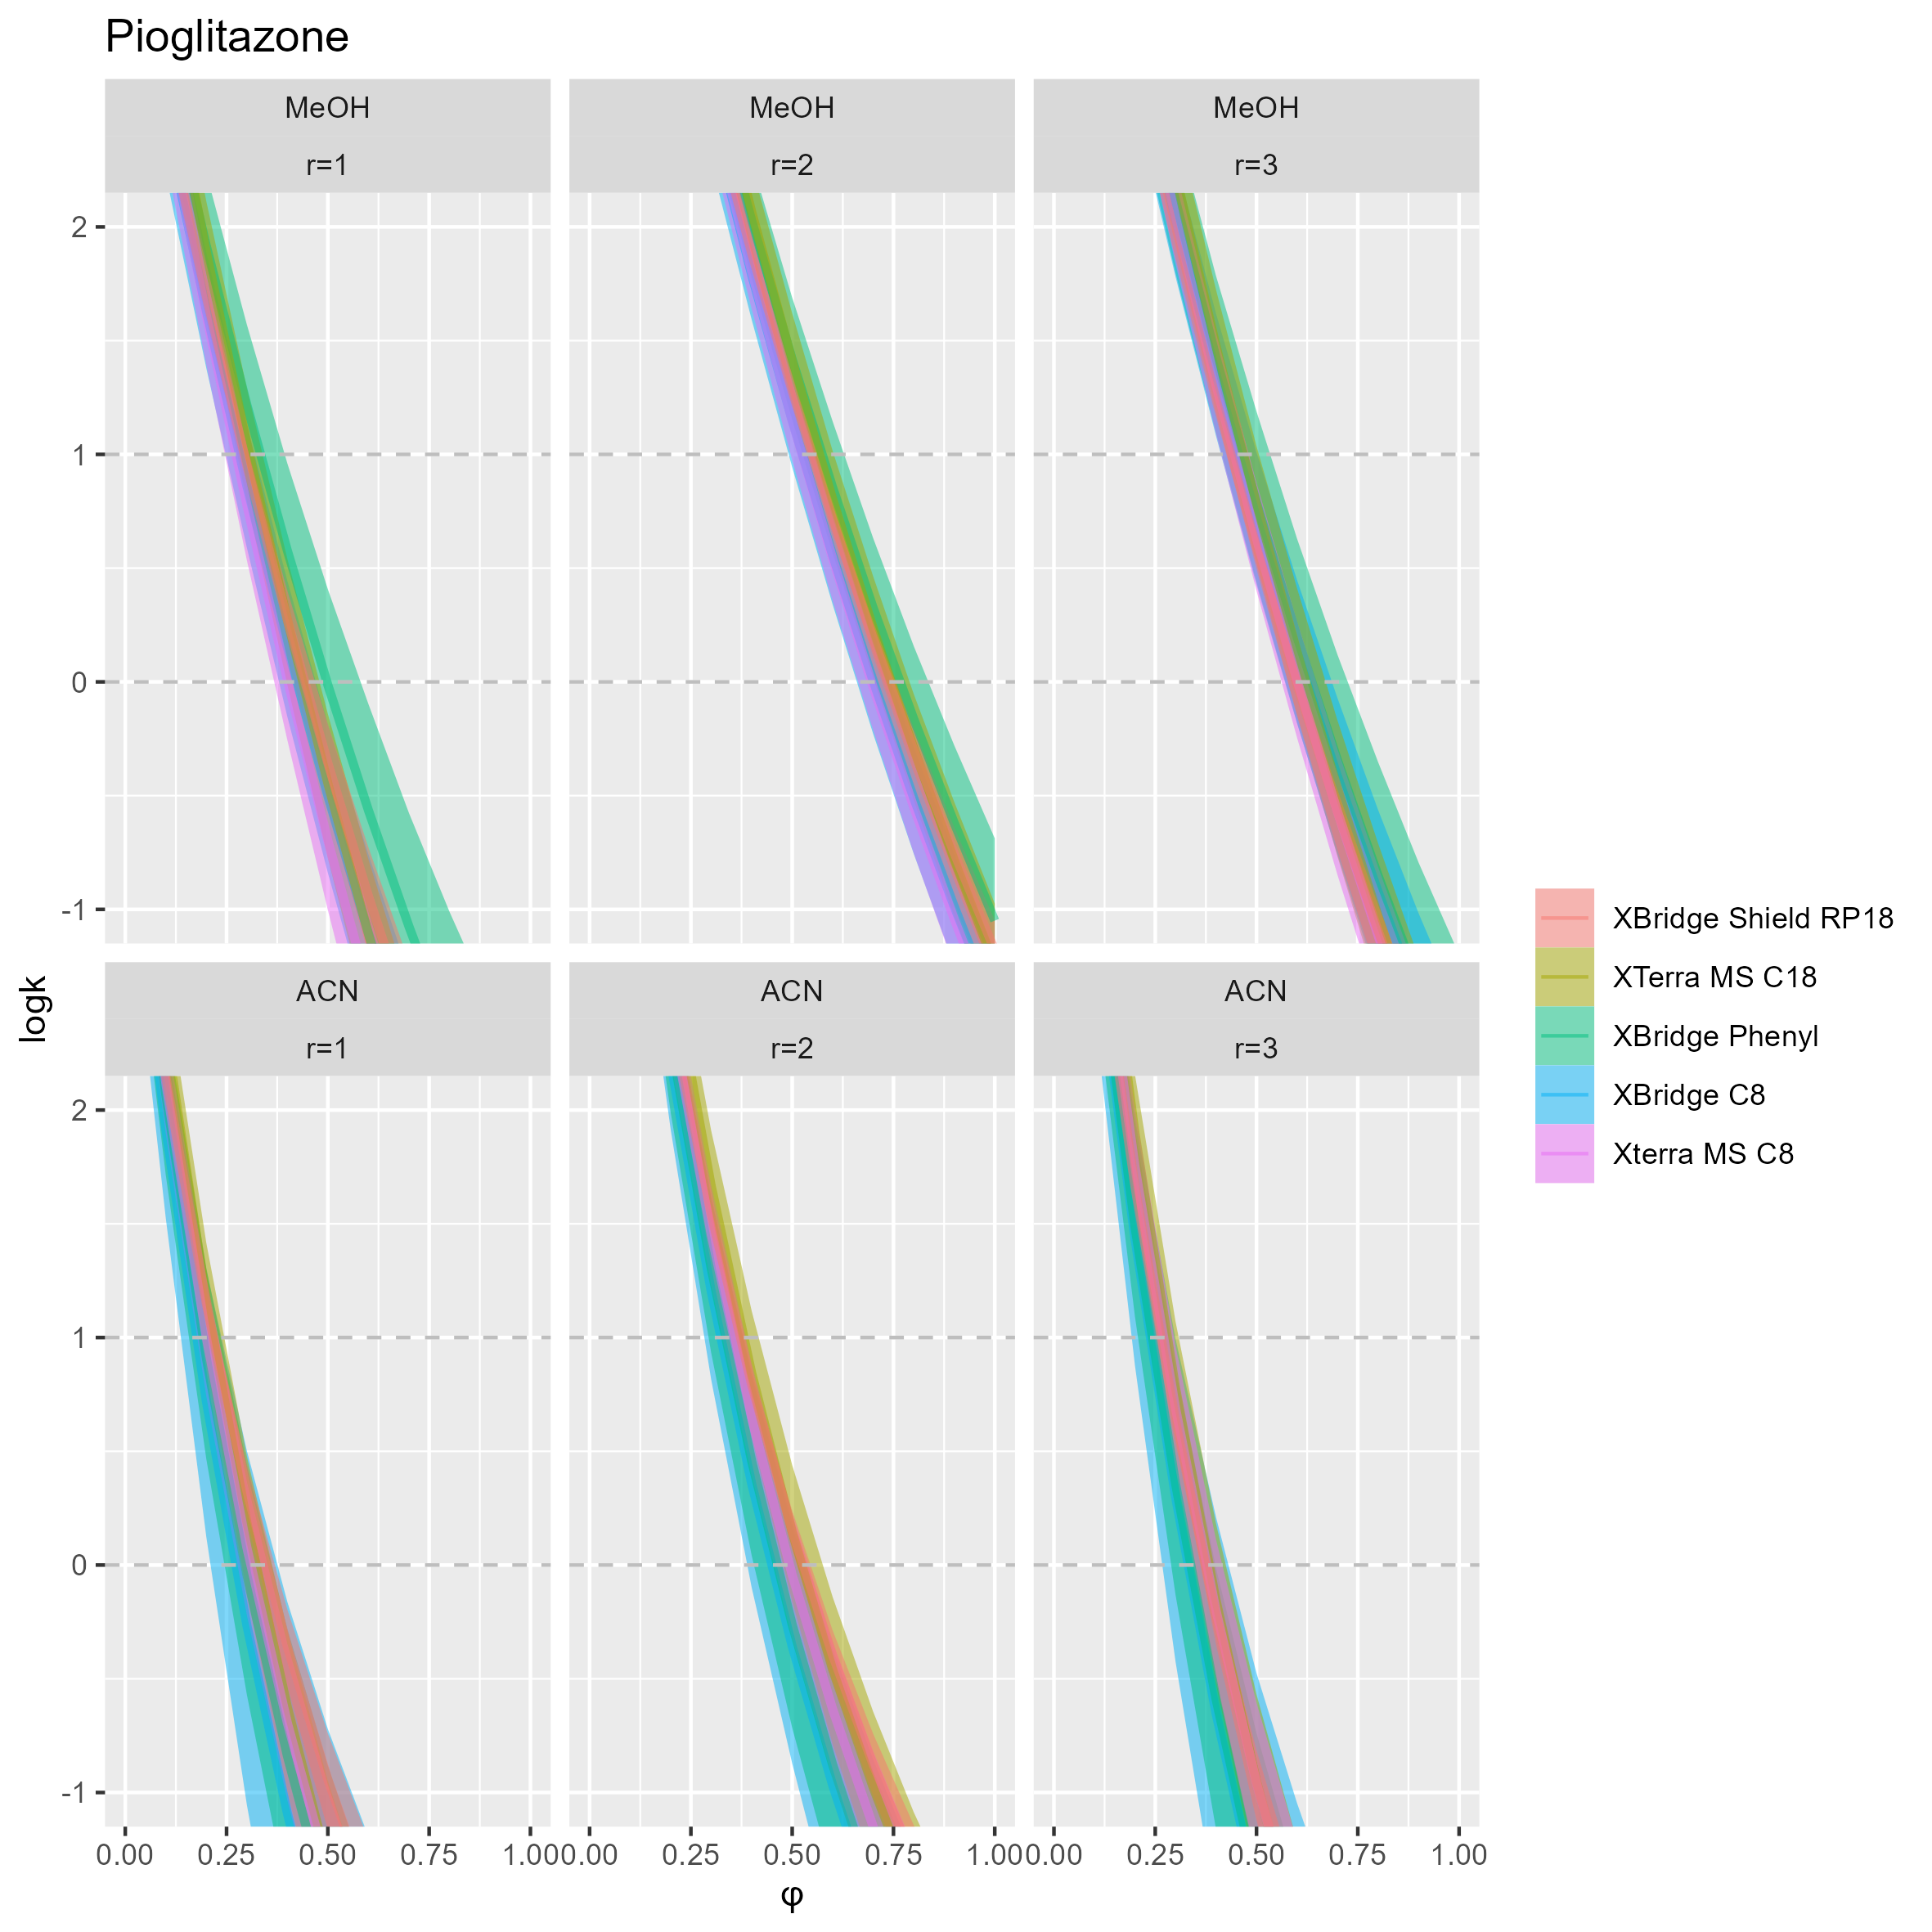 Pioglitazone
MeOH
MeOH
MeOH
r=1
r=2
r=3
2
1
0
-1
ACN
ACN
ACN
r=1
r=2
r=3
2
1
0
-1
0.00 0.25 0.50 0.75 1.00
0.00 0.25 0.50 0.75 1.00
0.00 0.25 0.50 0.75 1.00
φ
logk
XBridge Shield RP18
XTerra MS C18
XBridge Phenyl
XBridge C8
Xterra MS C8